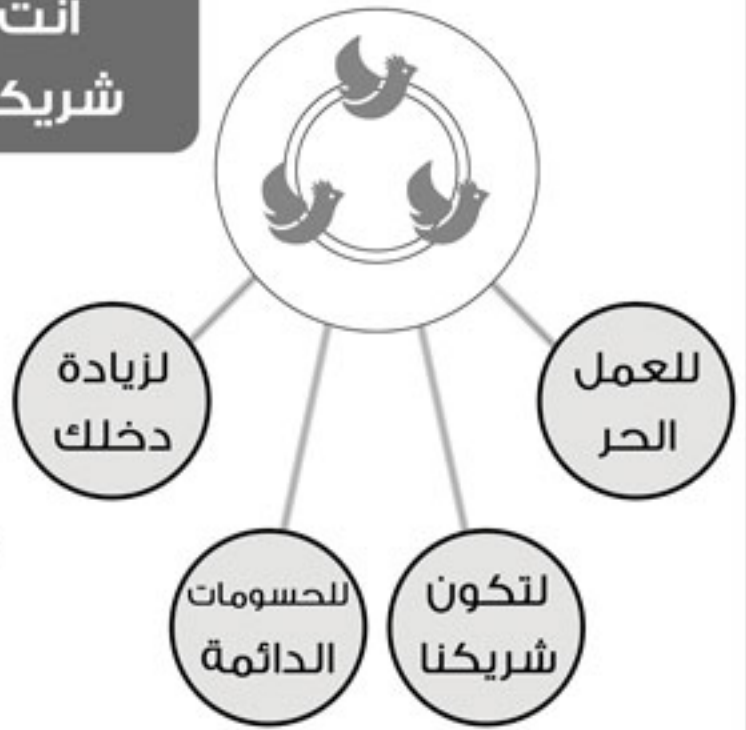 انت
شريك
للعمل
الحر
لزيادة
دخلك
لتكون
شريكنا
للحسومات
الدائمة